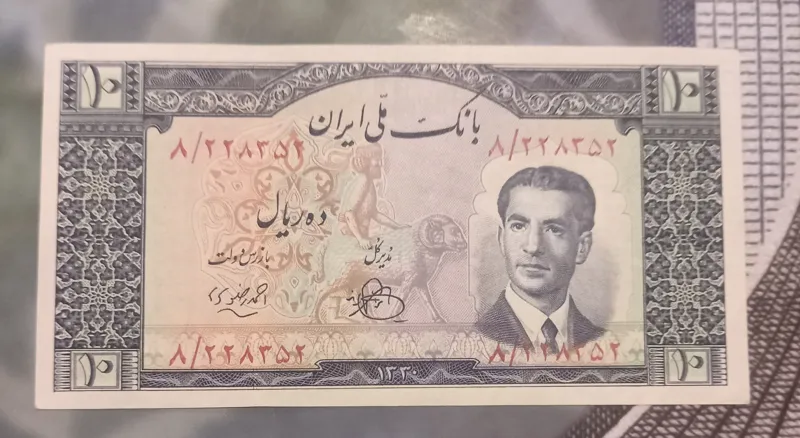 ۱۰ ۱۰
بانک ملّی ایران
۸/۲۲۸۳۵۲ ۸/۲۲۸۳۵۲
ده ریال
مدیر کلّ بازرس دولت
۸/۲۲۸۳۵۲ ۸/۲۲۸۳۵۲
۱۰ ۱۳۳۰ ۱۰